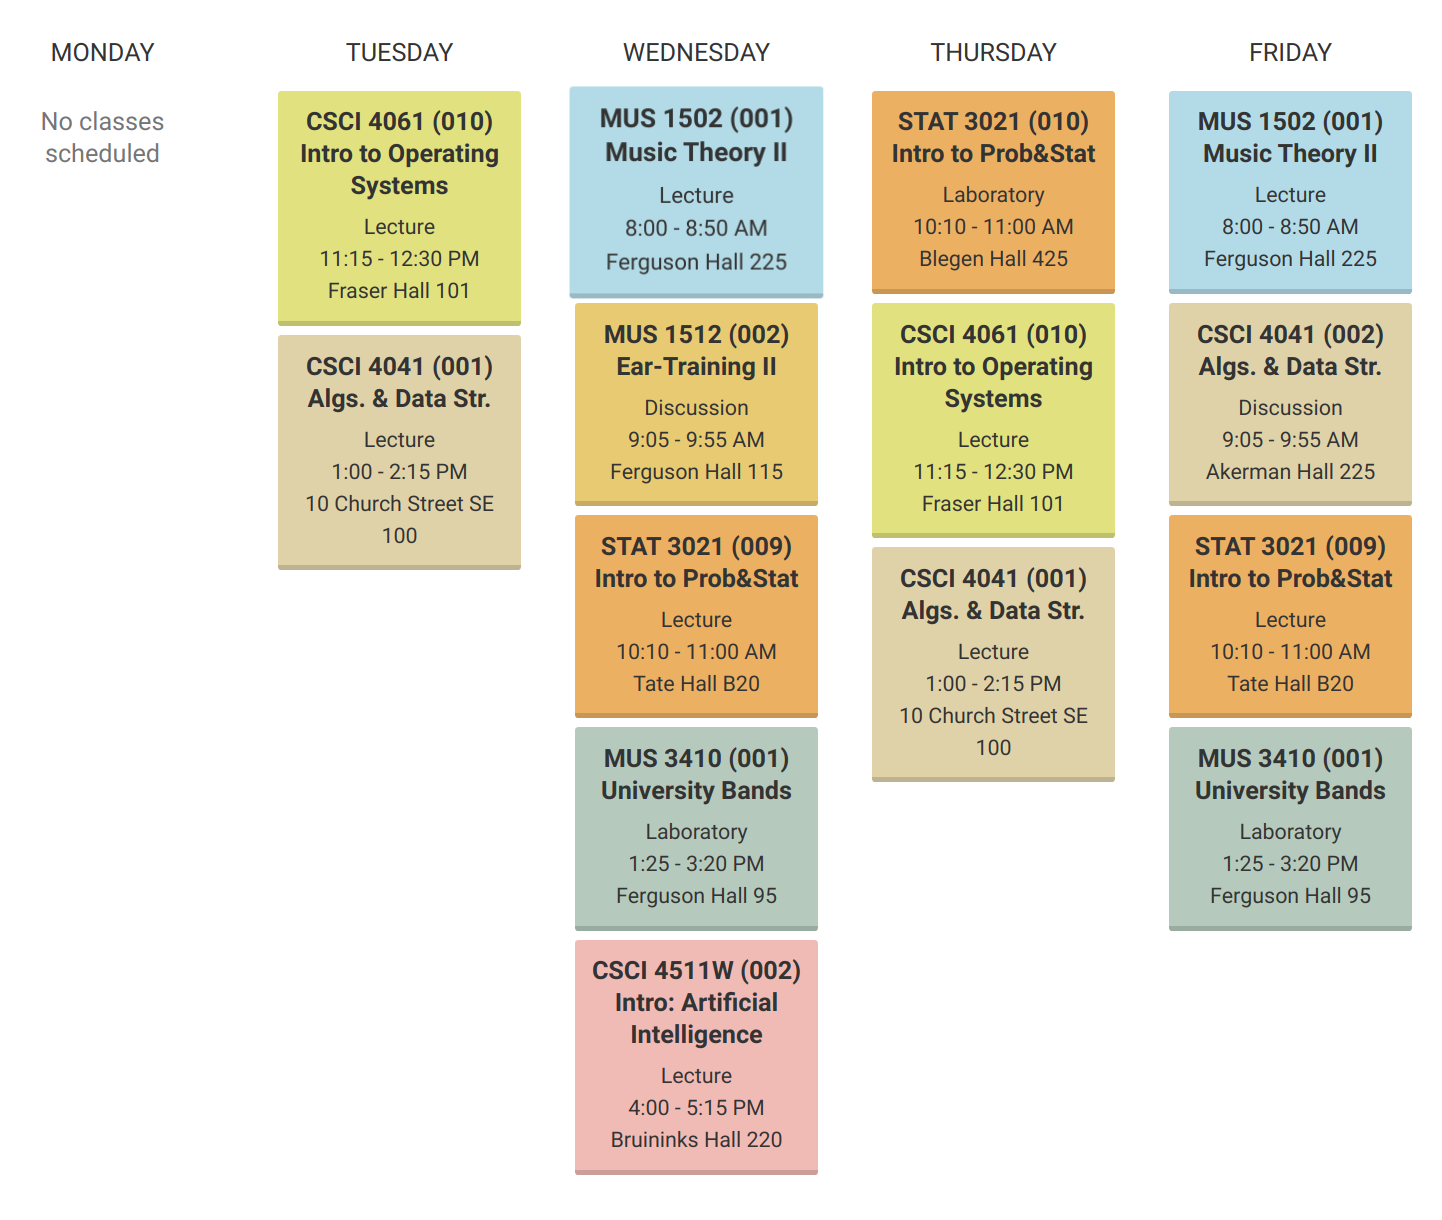 MONDAY
No classes
scheduled
TUESDAY
CSCI 4061 (010)
Intro to Operating
Systems
Lecture
11:15 - 12:30 PM
Fraser Hall 101
CSCI 4041 (001)
Algs. & Data Str.
Lecture
1:00 - 2:15 PM
10 Church Street SE
100
WEDNESDAY
MUS 1502 (001)
Music Theory II
Lecture
8:00 - 8:50 AM
Ferguson Hall 225
MUS 1512 (002)
Ear-Training II
Discussion
9:05 - 9:55 AM
Ferguson Hall 115
STAT 3021 (009)
Intro to Prob&Stat
Lecture
10:10 - 11:00 AM
Tate Hall B20
MUS 3410 (001)
University Bands
Laboratory
1:25 - 3:20 PM
Ferguson Hall 95
CSCI 4511W (002)
Intro: Artificial
Intelligence
Lecture
4:00 - 5:15 PM
Bruininks Hall 220
THURSDAY
STAT 3021 (010)
Intro to Prob&Stat
Laboratory
10:10 - 11:00 AM
Blegen Hall 425
CSCI 4061 (010)
Intro to Operating
Systems
Lecture
11:15 - 12:30 PM
Fraser Hall 101
CSCI 4041 (001)
Algs. & Data Str.
Lecture
1:00 - 2:15 PM
10 Church Street SE
100
FRIDAY
MUS 1502 (001)
Music Theory II
Lecture
8:00 - 8:50 AM
Ferguson Hall 225
CSCI 4041 (002)
Algs. & Data Str.
Discussion
9:05 - 9:55 AM
Akerman Hall 225
STAT 3021 (009)
Intro to Prob&Stat
Lecture
10:10 - 11:00 AM
Tate Hall B20
MUS 3410 (001)
University Bands
Laboratory
1:25 - 3:20 PM
Ferguson Hall 95